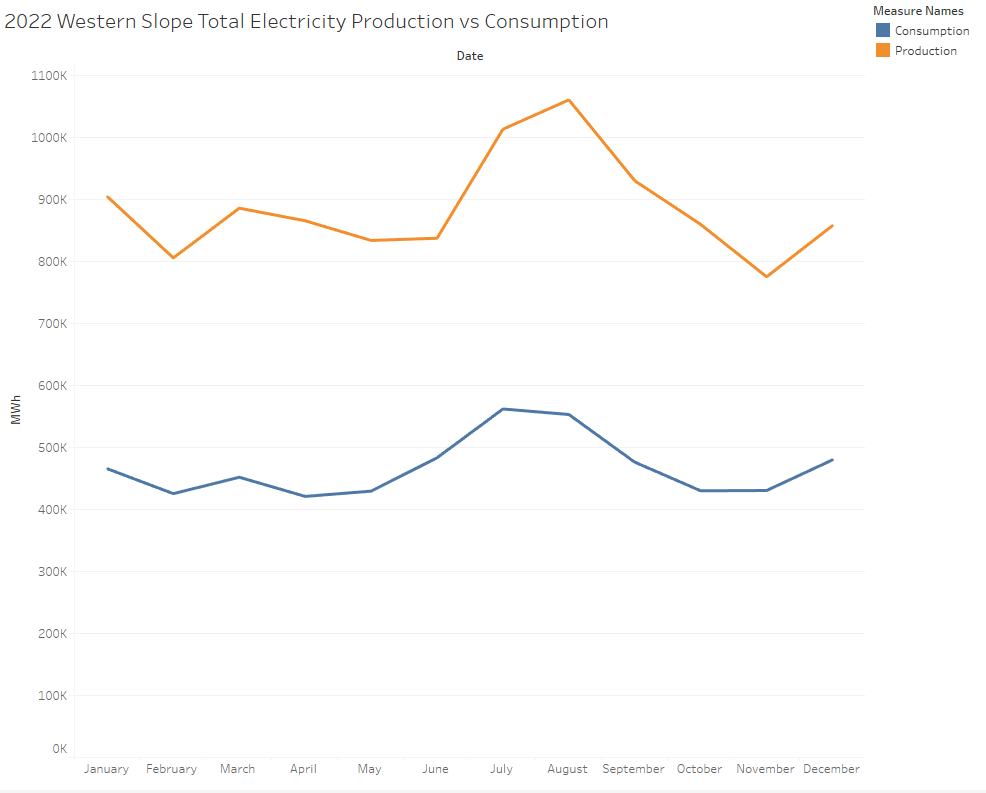 2022 Western Slope Total Electricity Production vs Consumption
Measure Names
Consumption
Production
Date
1100K
1000K
900K
800K
700K
600K
500K
400K
300K
200K
100K
0K
MWh
January February March April May June July August September October November December